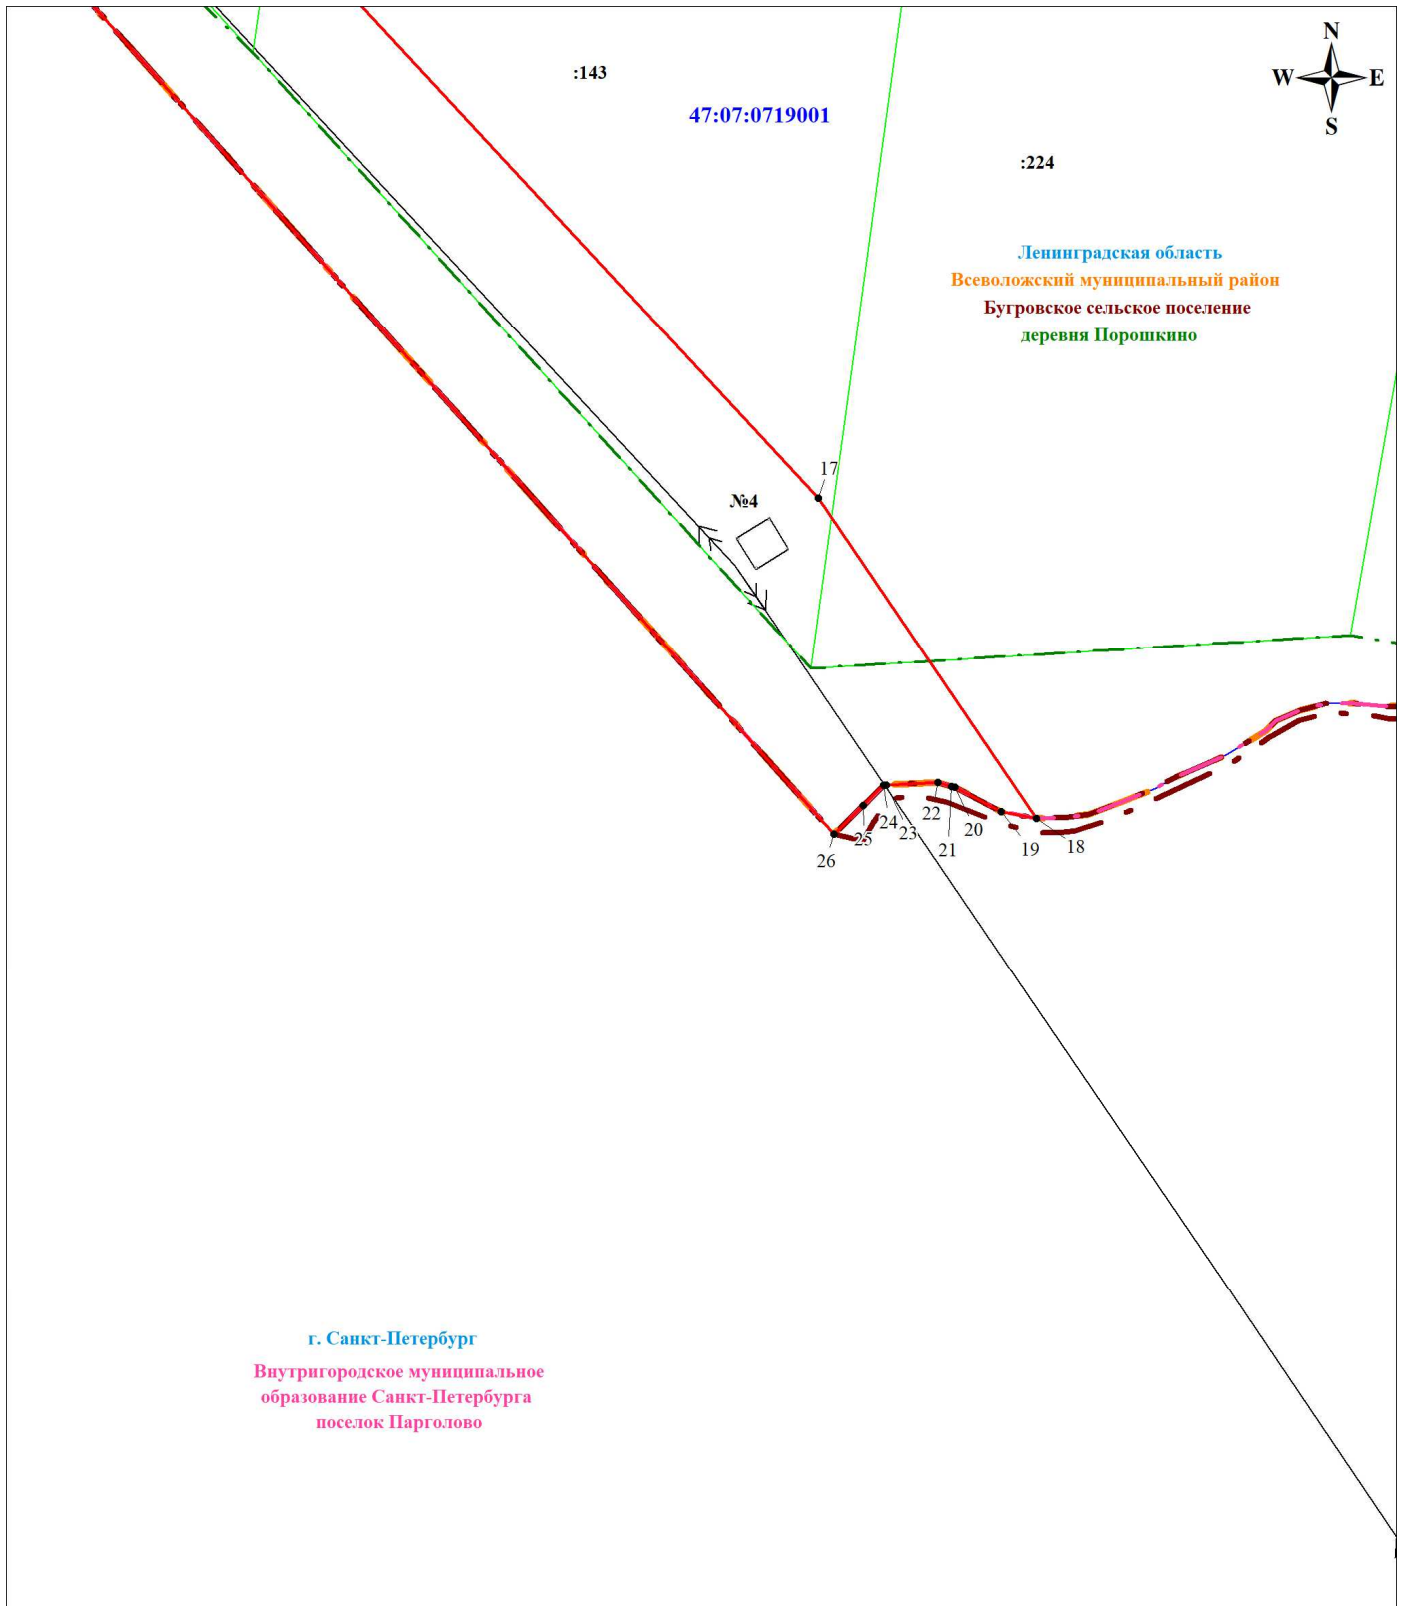 N
:143
W
E
47:07:0719001
S
:224
Ленинградская область
Всеволожский муниципальный район
Бугровское сельское поселение
деревня Порошкино
17
№4
22
24
23
20
25
21
19
18
26
г. Санкт-Петербург
Внутригородское муниципальное
образование Санкт-Петербурга
поселок Парголово